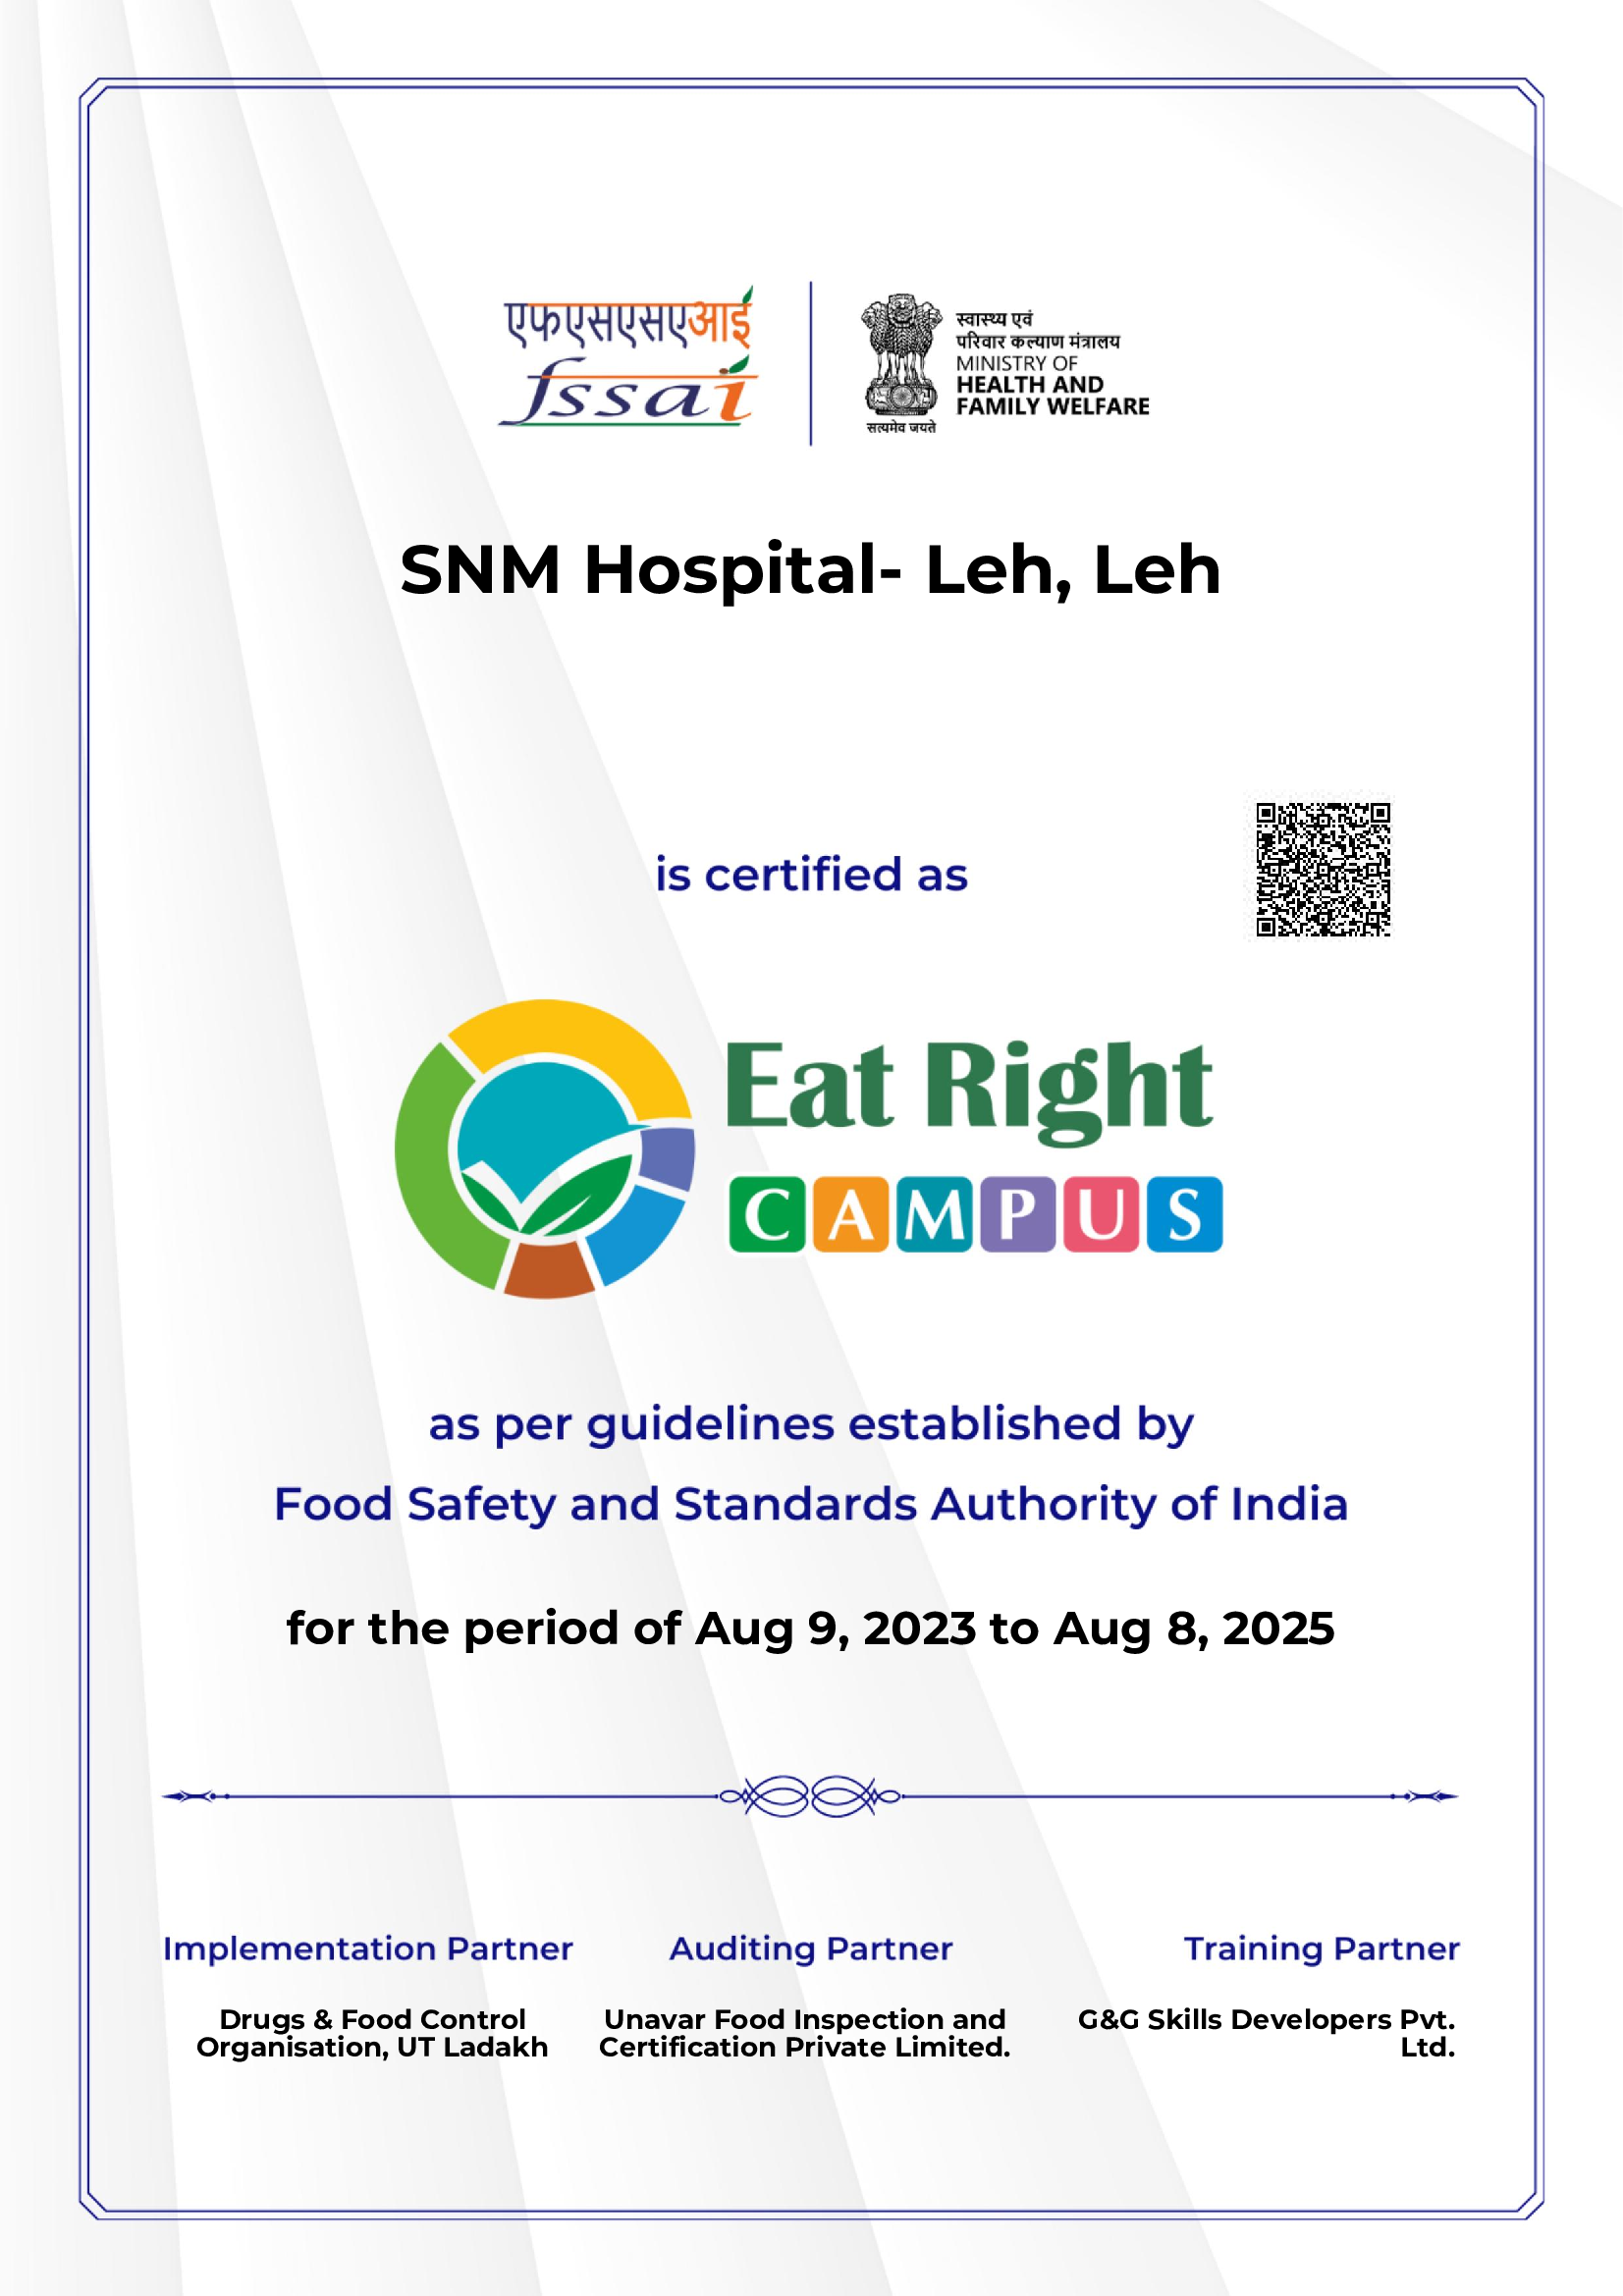 एफएसएसएआई
fssai
स्वास्थ्य एवं
परिवार कल्याण मंत्रालय
MINISTRY OF
HEALTH AND
FAMILY WELFARE
सत्यमेव जयते
SNM Hospital- Leh, Leh
is certified as
Eat Right
CAMPUS
as per guidelines established by
Food Safety and Standards Authority of India
for the period of Aug 9, 2023 to Aug 8, 2025
Implementation Partner
Drugs & Food Control
Organisation, UT Ladakh
Auditing Partner
Unavar Food Inspection and
Certification Private Limited.
Training Partner
G&G Skills Developers Pvt.
Ltd.